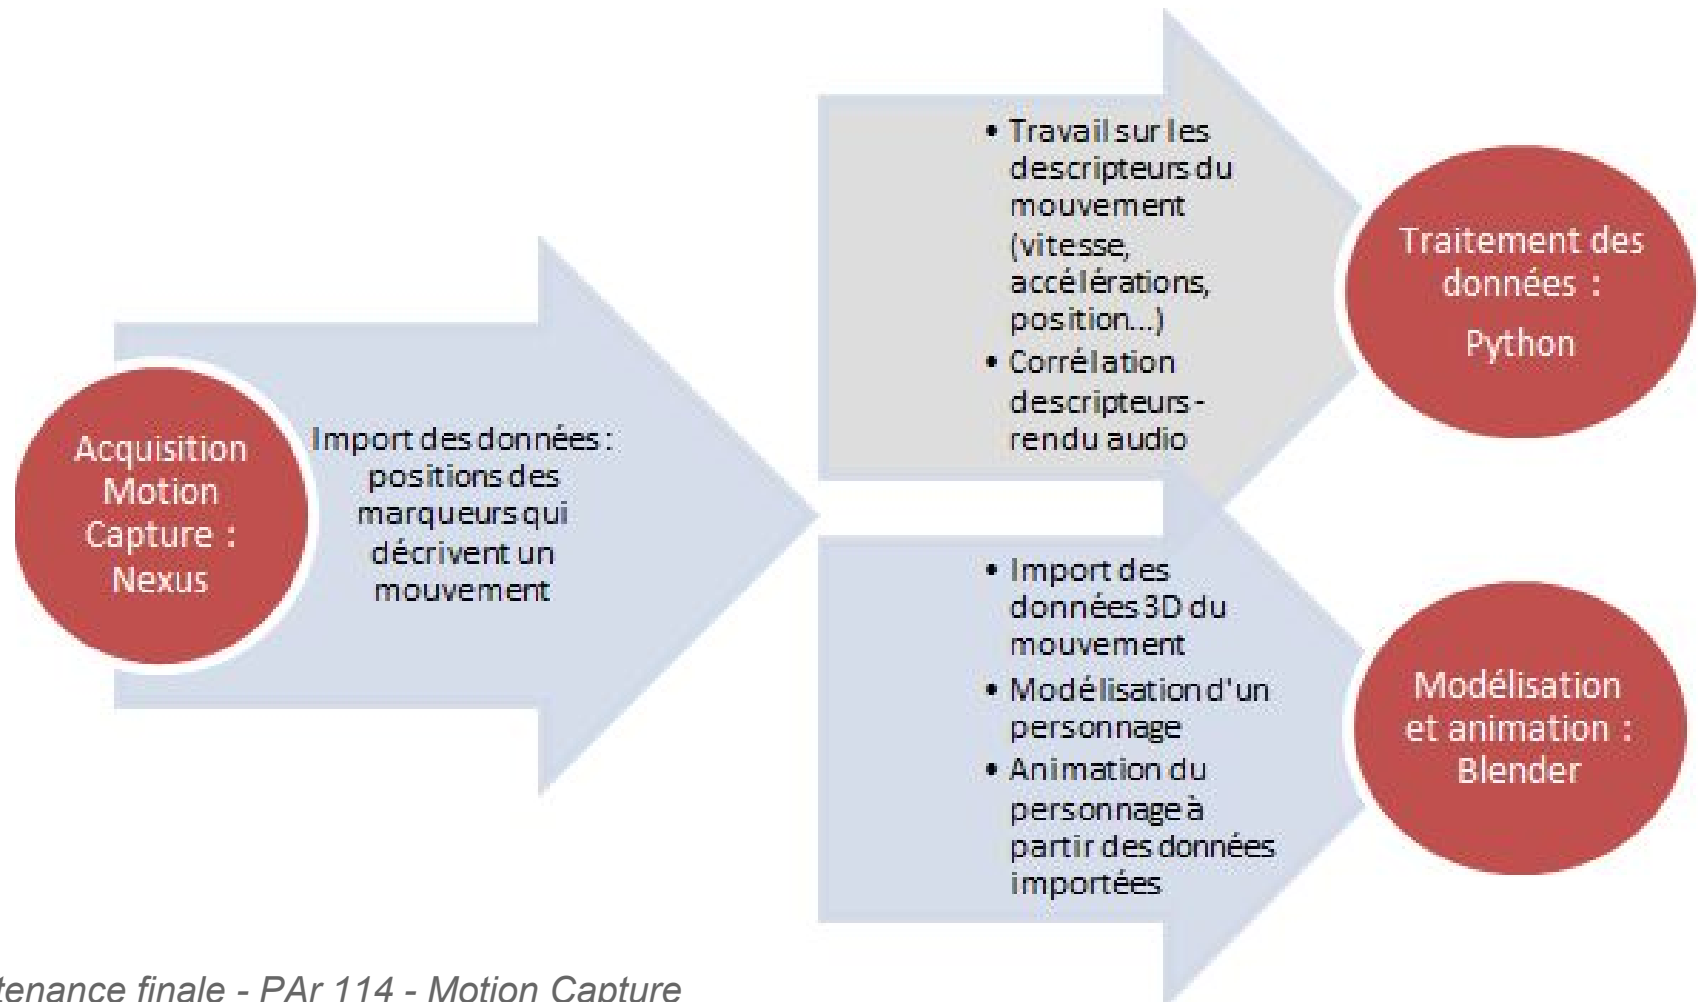 Acquisition
Motion
Capture :
Nexus
Import des données :
positions des
marqueurs qui
décrivent un
mouvement
• Travail sur les
descripteurs du
mouvement
(vitesse,
accélérations,
position...)
• Corrélation
descripteurs -
rendu audio
Traitement des
données :
Python
• Import des
données 3D du
mouvement
• Modélisation d'un
personnage
• Animation du
personnage à
partir des données
importées
Modélisation
et animation :
Blender
tenance finale - PAr 114 - Motion Capture